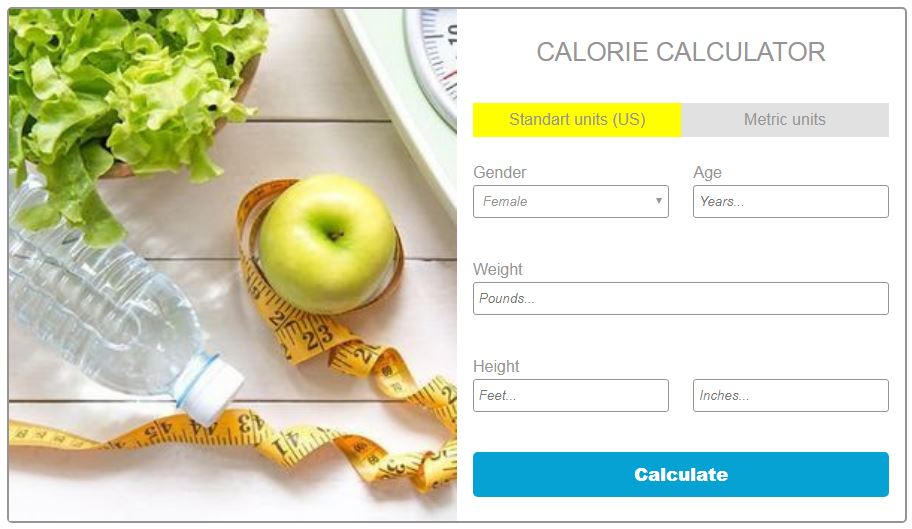 CALORIE CALCULATOR
Standart units (US) Metric units
Gender Age
Female Years...
Weight
Pounds...
Height
Feet... Inches...
Calculate